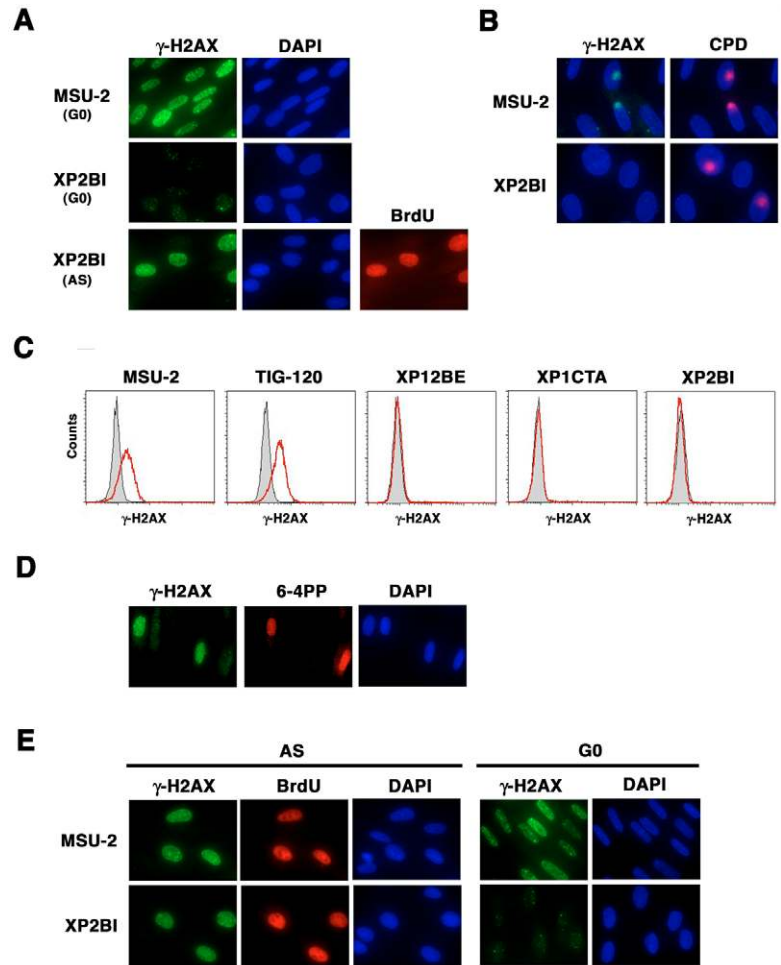 A
γ-H2AX DAPI
MSU-2
(G0)
XP2BI
(G0)
BrdU
XP2BI
(AS)
B
γ-H2AX CPD
MSU-2
XP2BI
C
MSU-2 TIG-120 XP12BE XP1CTA XP2BI
Counts
γ-H2AX γ-H2AX γ-H2AX γ-H2AX γ-H2AX
D
γ-H2AX 6-4PP DAPI
E
AS G0
γ-H2AX BrdU DAPI γ-H2AX DAPI
MSU-2
XP2BI